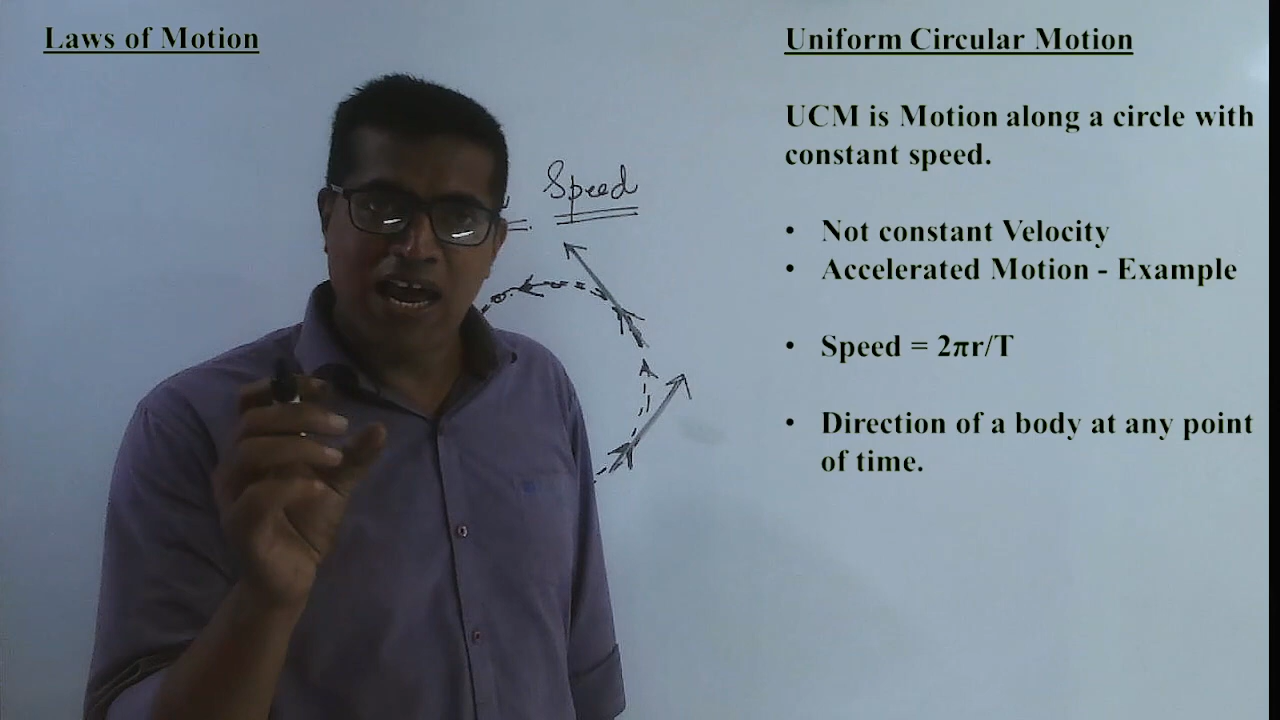 Laws of Motion
Speed
Uniform Circular Motion
UCM is Motion along a circle with
constant speed.
• Not constant Velocity
• Accelerated Motion - Example
• Speed = 2πr/T
• Direction of a body at any point
of time.